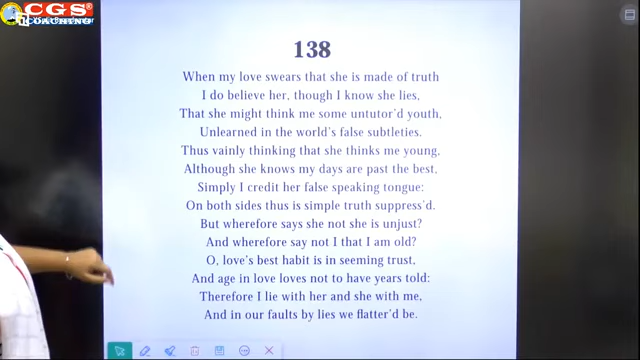 CGS®
COACHING
138
When my love swears that she is made of truth
I do believe her, though I know she lies,
That she might think me some untutor'd youth,
Unlearned in the world's false subtleties.
Thus vainly thinking that she thinks me young,
Although she knows my days are past the best,
Simply I credit her false speaking tongue:
On both sides thus is simple truth suppress'd.
But wherefore says she not she is unjust?
And wherefore say not I that I am old?
O, love's best habit is in seeming trust,
And age in love loves not to have years told:
Therefore I lie with her and she with me,
And in our faults by lies we flatter'd be.